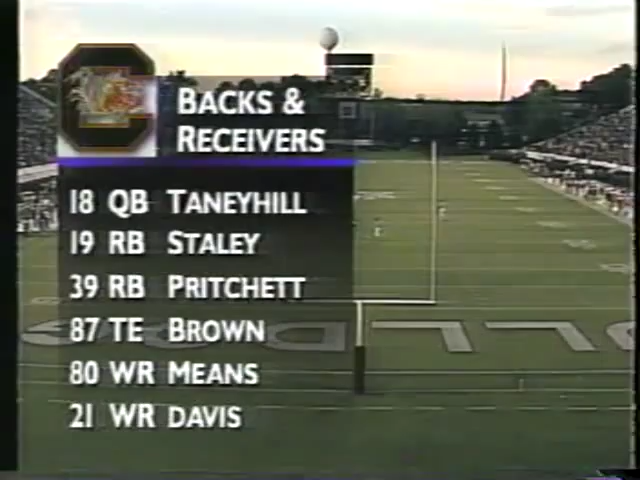 BACKS &
RECEIVERS
18 QB TANEYHILL
19 RB STALEY
39 RB PRITCHETT
87 TE BROWN
80 WR MEANS
21 WR DAVIS